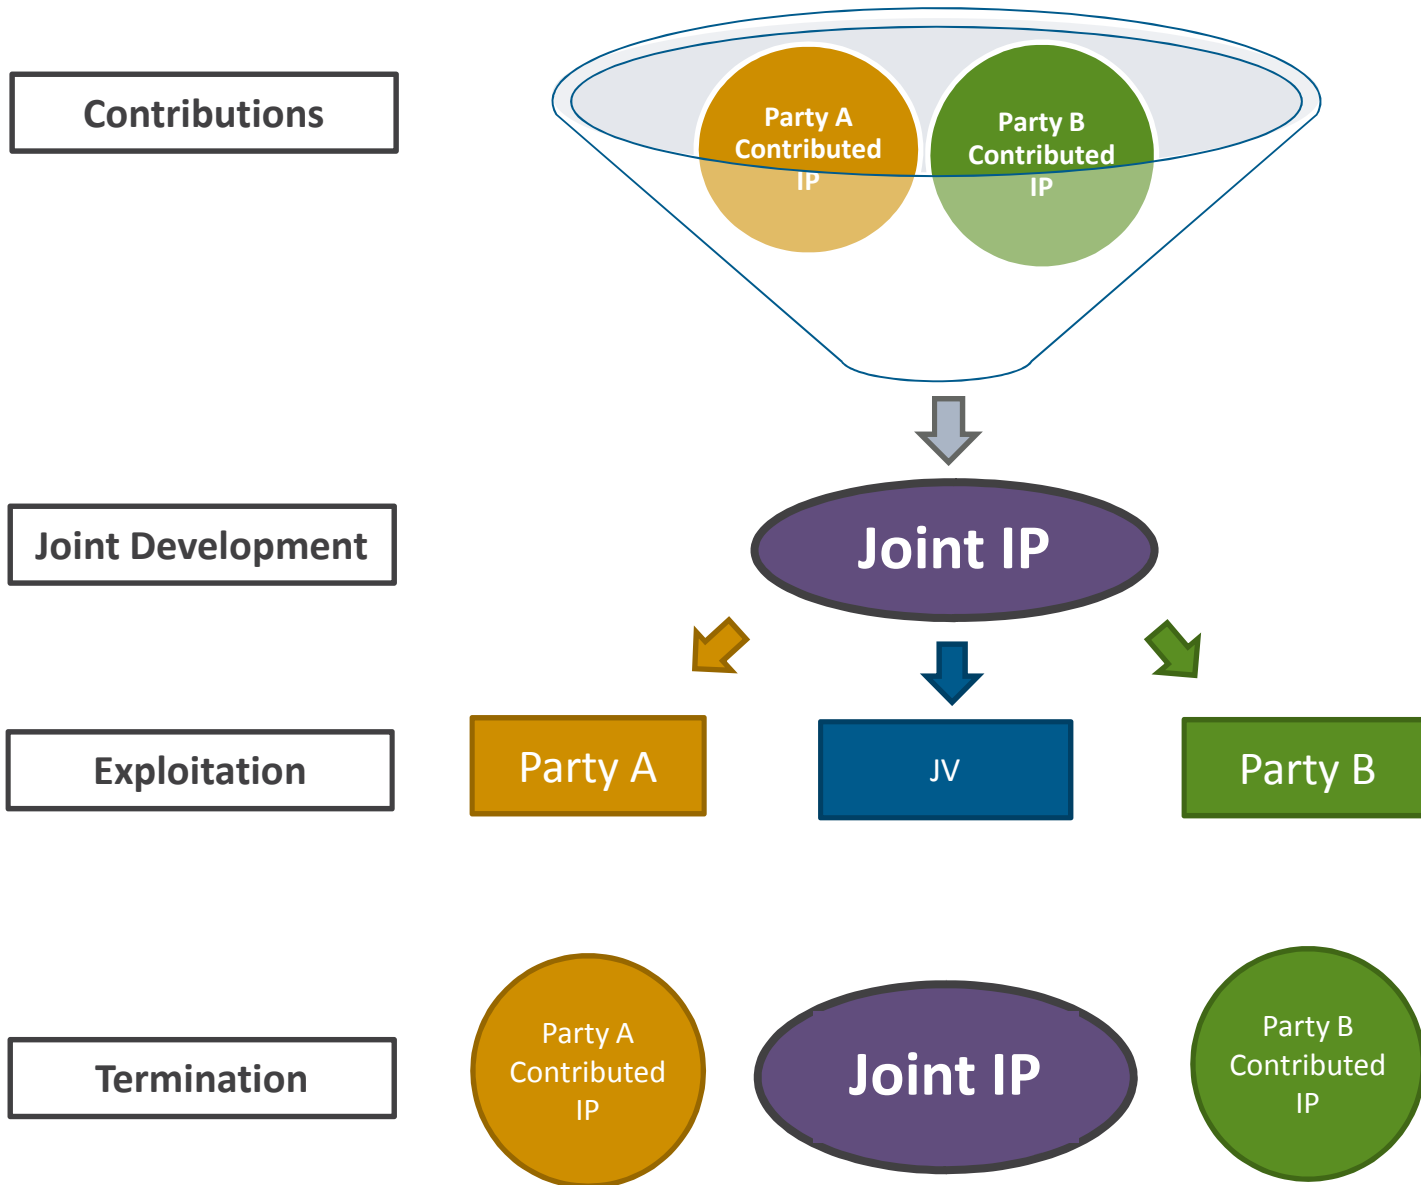 Contributions
Party A
Contributed
IP
Party B
Contributed
IP
Joint Development
Joint IP
Exploitation
Party A
JV
Party B
Termination
Party A
Contributed
IP
Joint IP
Party B
Contributed
IP